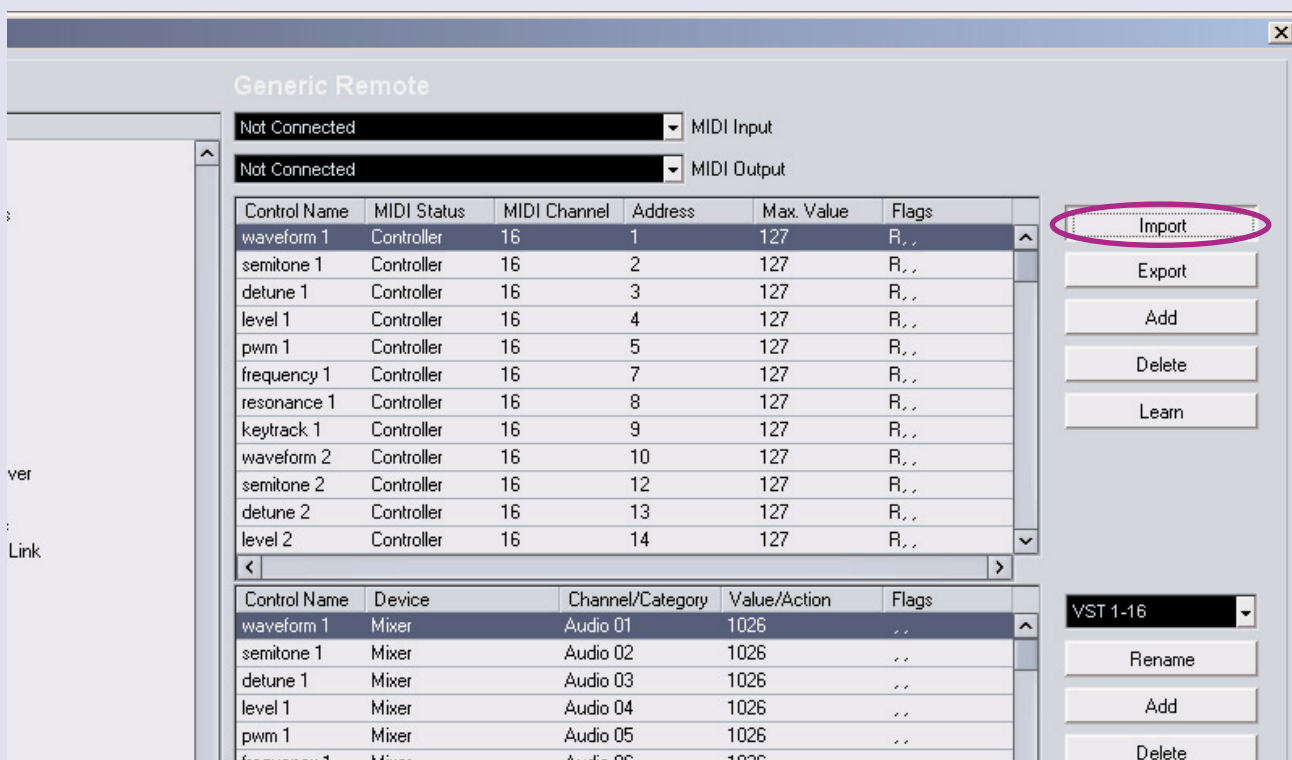 Generic Remote
Not Connected MIDI Input
Not Connected MIDI Output
Control Name MIDI Status MIDI Channel Address Max. Value Flags
waveform 1 Controller 16 1 127 R, ,
semitone 1 Controller 16 2 127 R, ,
detune 1 Controller 16 3 127 R, ,
level 1 Controller 16 4 127 R, ,
pwm 1 Controller 16 5 127 R, ,
frequency 1 Controller 16 7 127 R, ,
resonance 1 Controller 16 8 127 R, ,
keytrack 1 Controller 16 9 127 R, ,
waveform 2 Controller 16 10 127 R, ,
semitone 2 Controller 16 12 127 R, ,
detune 2 Controller 16 13 127 R, ,
level 2 Controller 16 14 127 R, ,
Import
Export
Add
Delete
Learn
s
ver
Link
Control Name Device Channel/Category Value/Action Flags
waveform 1 Mixer Audio 01 1026 , ,
semitone 1 Mixer Audio 02 1026 , ,
detune 1 Mixer Audio 03 1026 , ,
level 1 Mixer Audio 04 1026 , ,
pwm 1 Mixer Audio 05 1026 , ,
VST 1-16
Rename
Add
Delete